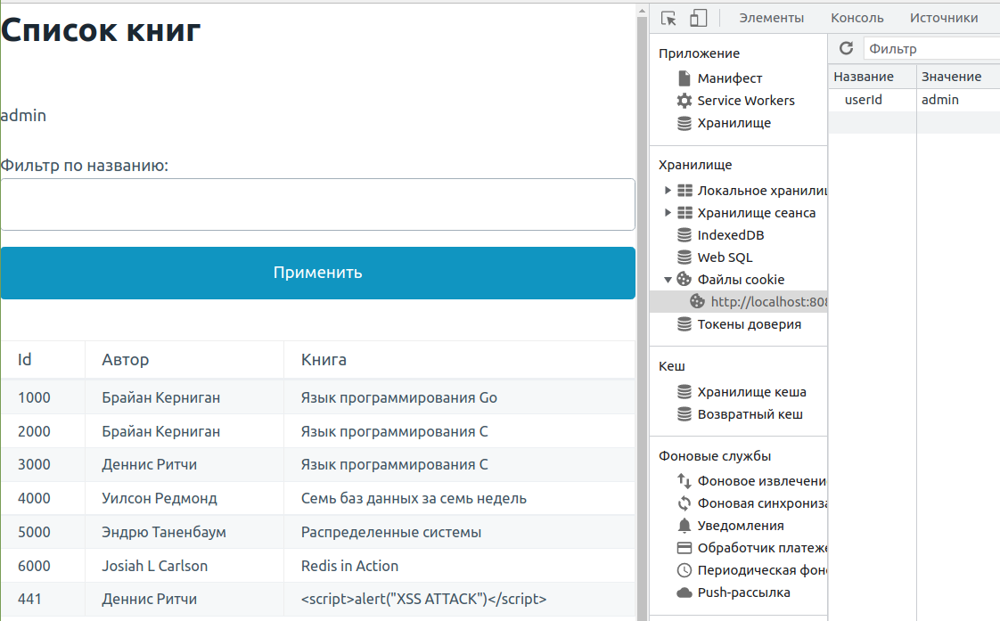 Список книг
admin
Фильтр по названию:
Применить
Id Автор Книга
1000 Брайан Керниган Язык программирования Go
2000 Брайан Керниган Язык программирования C
3000 Деннис Ритчи Язык программирования C
4000 Уилсон Редмонд Семь баз данных за семь недель
5000 Эндрю Таненбаум Распределенные системы
6000 Josiah L Carlson Redis in Action
441 Деннис Ритчи <script>alert("XSS ATTACK")</script>
Элементы Консоль Источники
Приложение
Манифест
Service Workers
Хранилище
Хранилище
Локальное хранилищ
Хранилище сеанса
IndexedDB
Web SQL
Файлы cookie
http://localhost:808
Токены доверия
Кеш
Хранилище кеша
Возвратный кеш
Фоновые службы
Фоновое извлечени
Фоновая синхрониза
Уведомления
Обработчик платеже
Периодическая фоно
Push-рассылка
Фильтр
Название Значение
userId admin